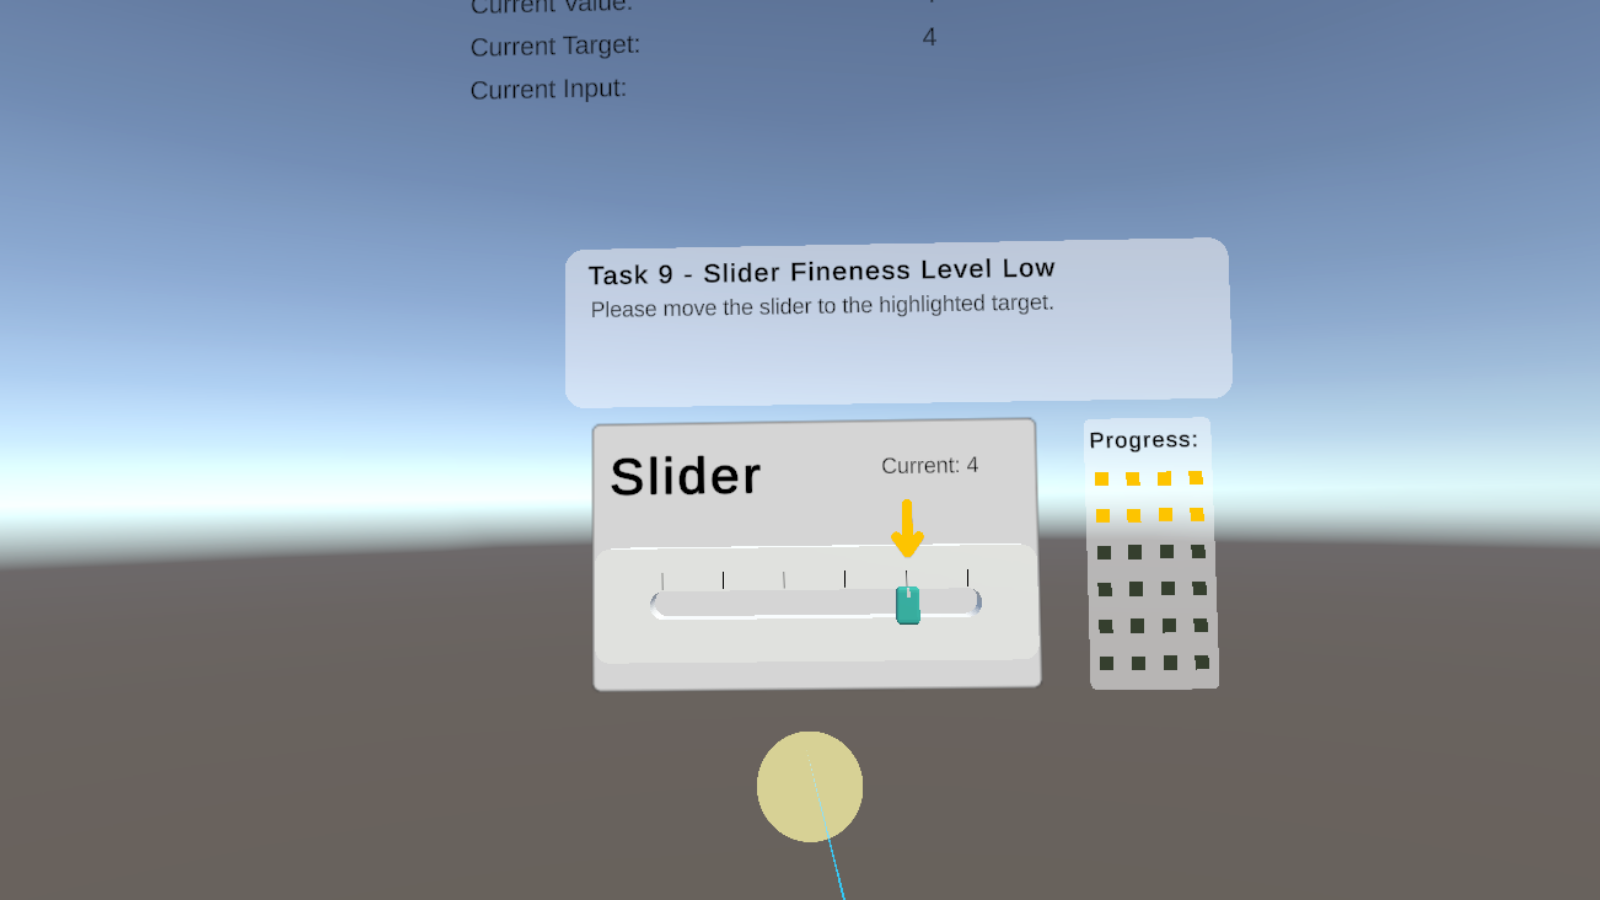 Current Value:
Current Target: 4
Current Input:
Task 9 - Slider Fineness Level Low
Please move the slider to the highlighted target.
Slider
Current: 4
Progress: